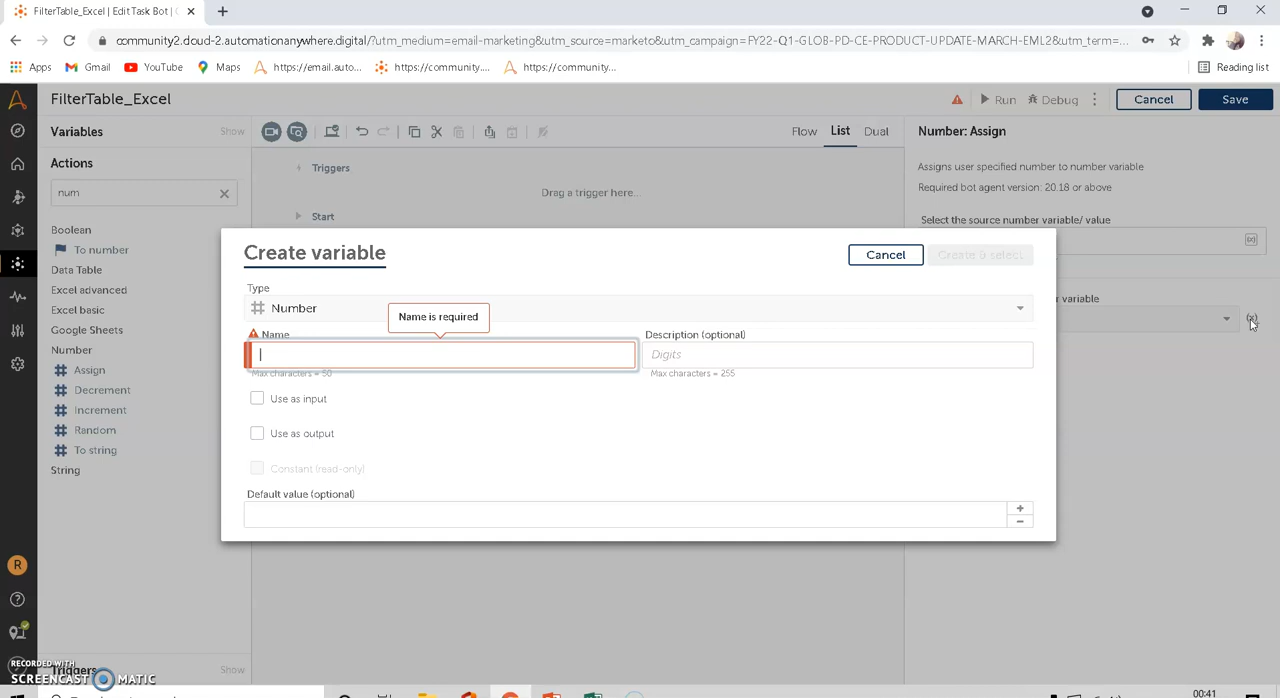 FilterTable_Excel | Edit Task Bot |
community2.cloud-2.automationanywhere.digital/?utm_medium=email-marketing&utm_source=marketo&utm_campaign=FY22-Q1-GLOB-PD-CE-PRODUCT-UPDATE-MARCH-EML2&utm_term=...
Apps Gmail YouTube Maps https://email.auto... https://community.... https://community... Reading list
FilterTable_Excel Run Debug Cancel Save
Variables Show Flow List Dual Number: Assign
Actions Triggers Assigns user specified number to number variable
num Drag a trigger here... Required bot agent version: 20.18 or above
Start Select the source number variable/ value
Boolean
To number
Data Table
Excel advanced
Excel basic
Google Sheets
Number
Assign
Decrement
Increment
Random
To string
String
Create variable Cancel Create & select
Type
Number
Name is required
Name Description (optional)
Digits
Max characters = 50 Max characters = 255
Use as input
Use as output
Constant (read-only)
Default value (optional)
variable
(x)
R
Triggers Show
RECORDED WITH
SCREENCAST MATIC
00:41